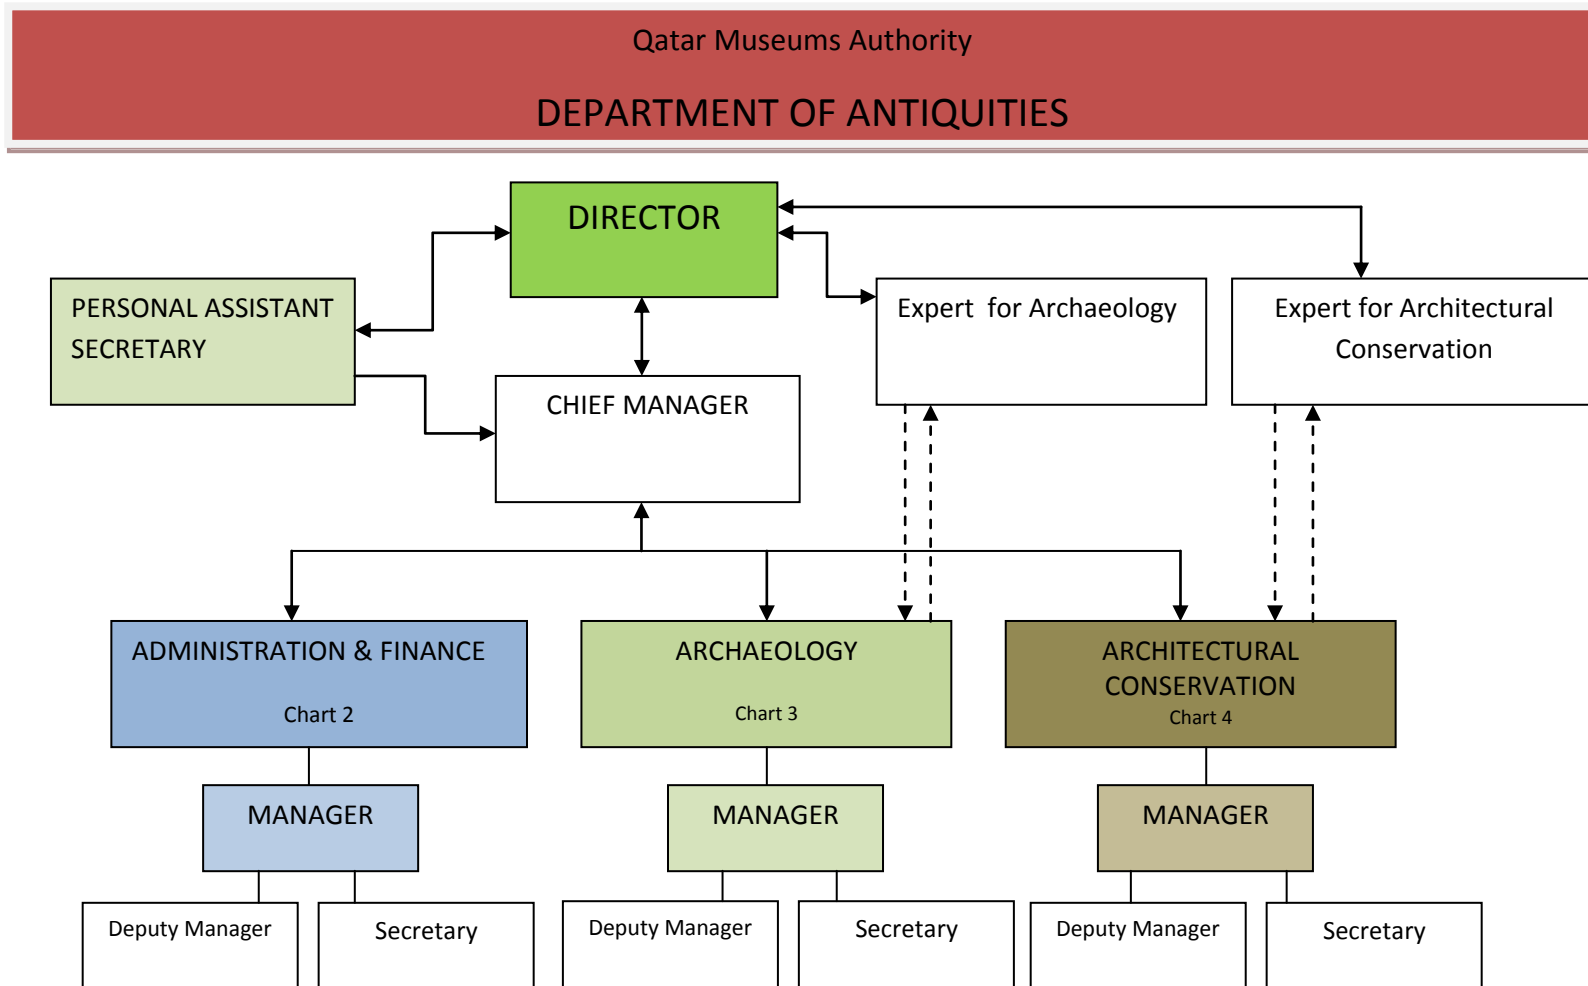 Qatar Museums Authority
DEPARTMENT OF ANTIQUITIES
DIRECTOR
PERSONAL ASSISTANT
SECRETARY
Expert for Archaeology
Expert for Architectural
Conservation
CHIEF MANAGER
ADMINISTRATION & FINANCE
Chart 2
ARCHAEOLOGY
Chart 3
ARCHITECTURAL
CONSERVATION
Chart 4
MANAGER
MANAGER
MANAGER
Deputy Manager
Secretary
Deputy Manager
Secretary
Deputy Manager
Secretary